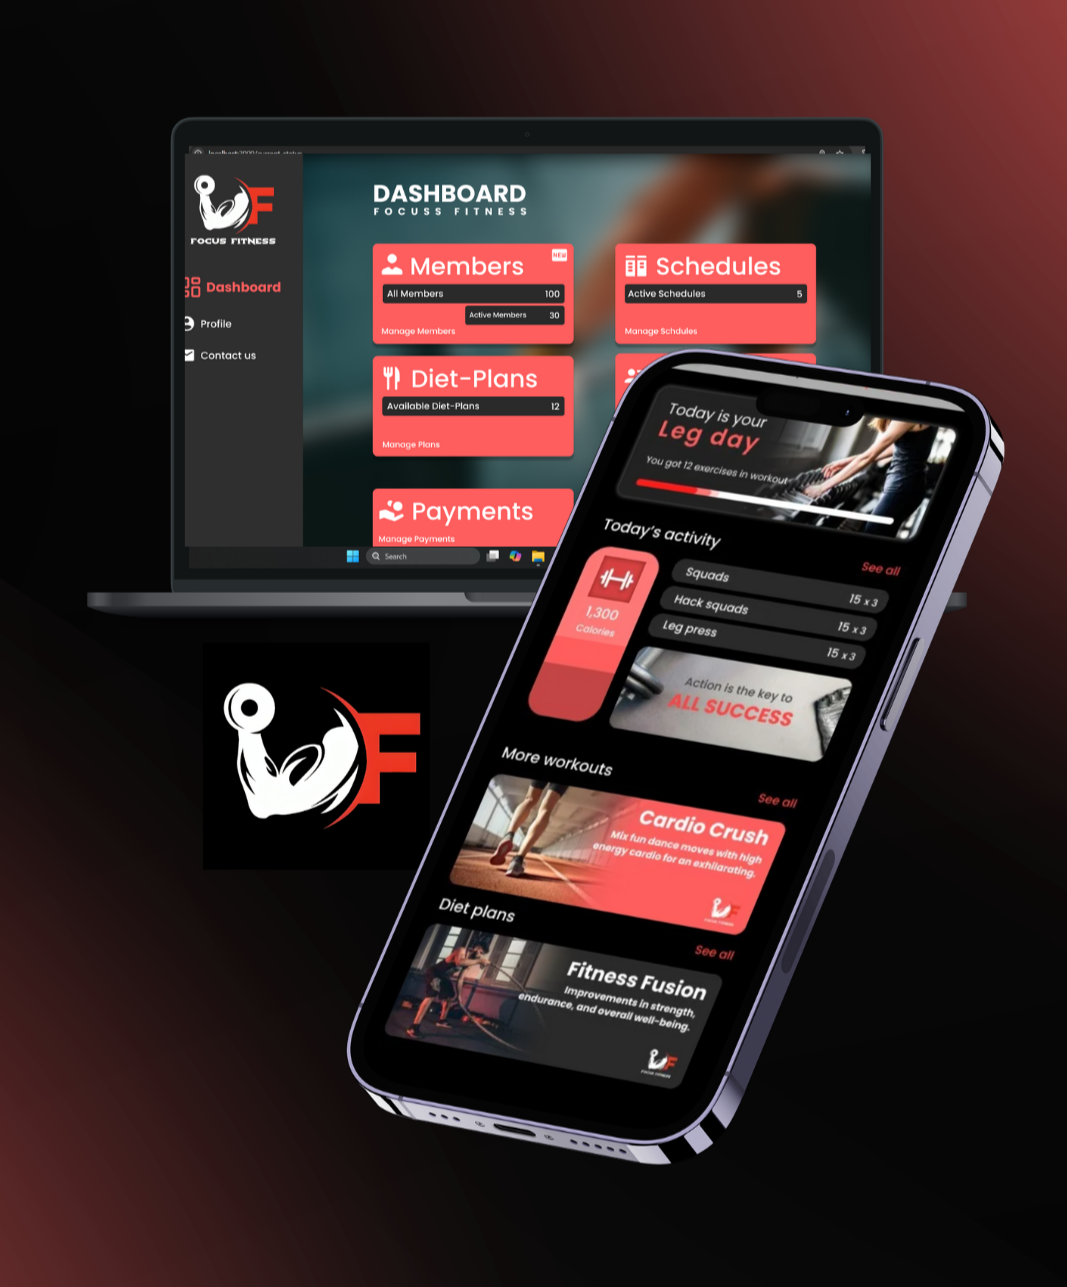 FOCUS FITNESS
Dashboard
Profile
Contact us
DASHBOARD
FOCUSS FITNESS
Members
NEW
All Members 100
Active Members 30
Manage Members
Schedules
Active Schedules 5
Manage Schdules
Diet-Plans
Available Diet-Plans 12
Manage Plans
Payments
Manage Payments
Search
F
Today is your
Leg day
You got 12 exercises in workout
Today's activity
See all
1,300
Calories
Squads 15 x 3
Hack squads 15 x 3
Leg press 15 x 3
Action is the key to
ALL SUCCESS
More workouts
See all
Cardio Crush
Mix fun dance moves with high
energy cardio for an exhilarating.
Diet plans
See all
Fitness Fusion
Improvements in strength,
endurance, and overall well-being.